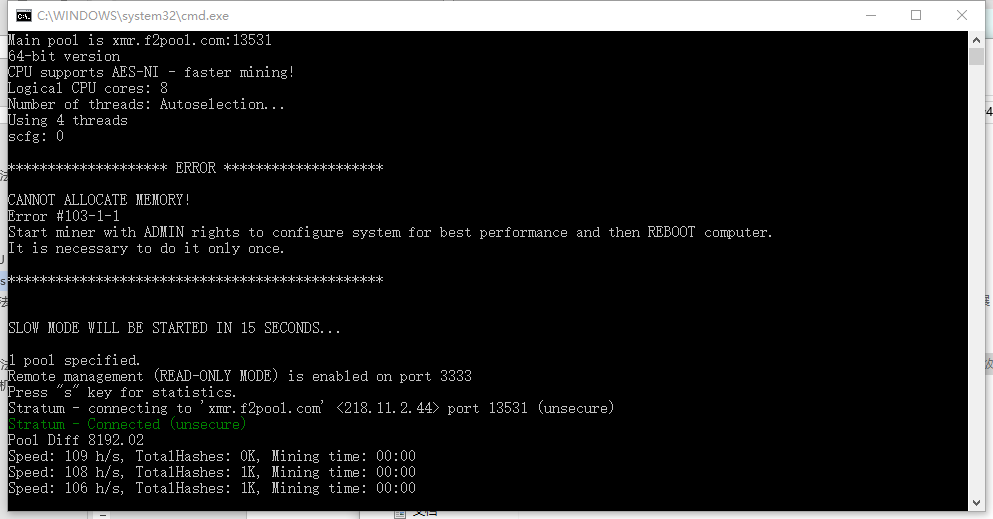 C:\WINDOWS\system32\cmd.exe
Main pool is xmr.f2pool.com:13531
64-bit version
CPU supports AES-NI - faster mining!
Logical CPU cores: 8
Number of threads: Autoselection...
Using 4 threads
scfg: 0
******************** ERROR ********************
CANNOT ALLOCATE MEMORY!
Error #103-1-1
Start miner with ADMIN rights to configure system for best performance and then REBOOT computer.
It is necessary to do it only once.
***********************************************
SLOW MODE WILL BE STARTED IN 15 SECONDS...
1 pool specified.
Remote management (READ-ONLY MODE) is enabled on port 3333
Press "s" key for statistics.
Stratum - connecting to 'xmr.f2pool.com' <218.11.2.44> port 13531 (unsecure)
Stratum - Connected (unsecure)
Pool Diff 8192.02
Speed: 109 h/s, TotalHashes: 0K, Mining time: 00:00
Speed: 108 h/s, TotalHashes: 1K, Mining time: 00:00
Speed: 106 h/s, TotalHashes: 1K, Mining time: 00:00